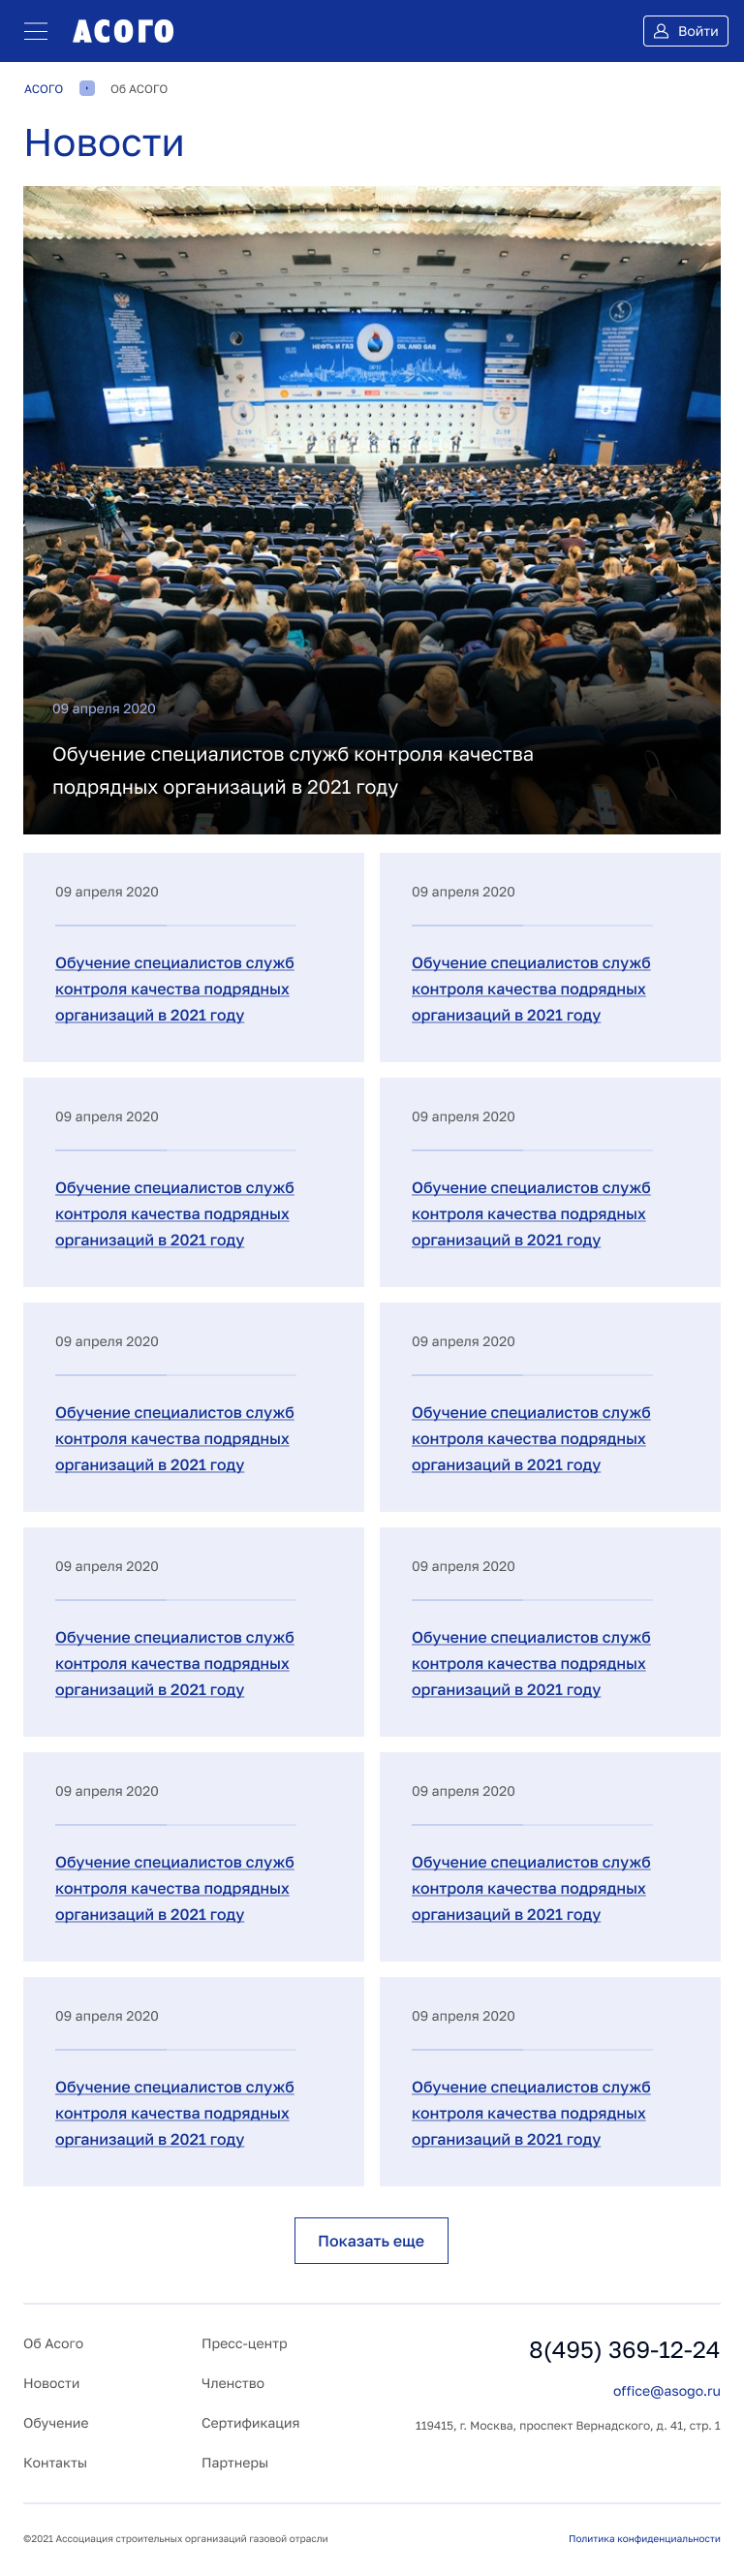 АСОГО
Войти
АСОГО
Об АСОГО
Новости
НЕФТЬ И ГАЗ
OIL AND GAS
09 апреля 2020
Обучение специалистов служб контроля качества
подрядных организаций в 2021 году
09 апреля 2020
Обучение специалистов служб
контроля качества подрядных
организаций в 2021 году
09 апреля 2020
Обучение специалистов служб
контроля качества подрядных
организаций в 2021 году
09 апреля 2020
Обучение специалистов служб
контроля качества подрядных
организаций в 2021 году
09 апреля 2020
Обучение специалистов служб
контроля качества подрядных
организаций в 2021 году
09 апреля 2020
Обучение специалистов служб
контроля качества подрядных
организаций в 2021 году
09 апреля 2020
Обучение специалистов служб
контроля качества подрядных
организаций в 2021 году
09 апреля 2020
Обучение специалистов служб
контроля качества подрядных
организаций в 2021 году
09 апреля 2020
Обучение специалистов служб
контроля качества подрядных
организаций в 2021 году
09 апреля 2020
Обучение специалистов служб
контроля качества подрядных
организаций в 2021 году
09 апреля 2020
Обучение специалистов служб
контроля качества подрядных
организаций в 2021 году
09 апреля 2020
Обучение специалистов служб
контроля качества подрядных
организаций в 2021 году
09 апреля 2020
Обучение специалистов служб
контроля качества подрядных
организаций в 2021 году
Показать еще
Об Асого
Новости
Обучение
Контакты
Пресс-центр
Членство
Сертификация
Партнеры
8(495) 369-12-24
office@asogo.ru
119415, г. Москва, проспект Вернадского, д. 41, стр. 1
©2021 Ассоциация строительных организаций газовой отрасли
Политика конфиденциальности